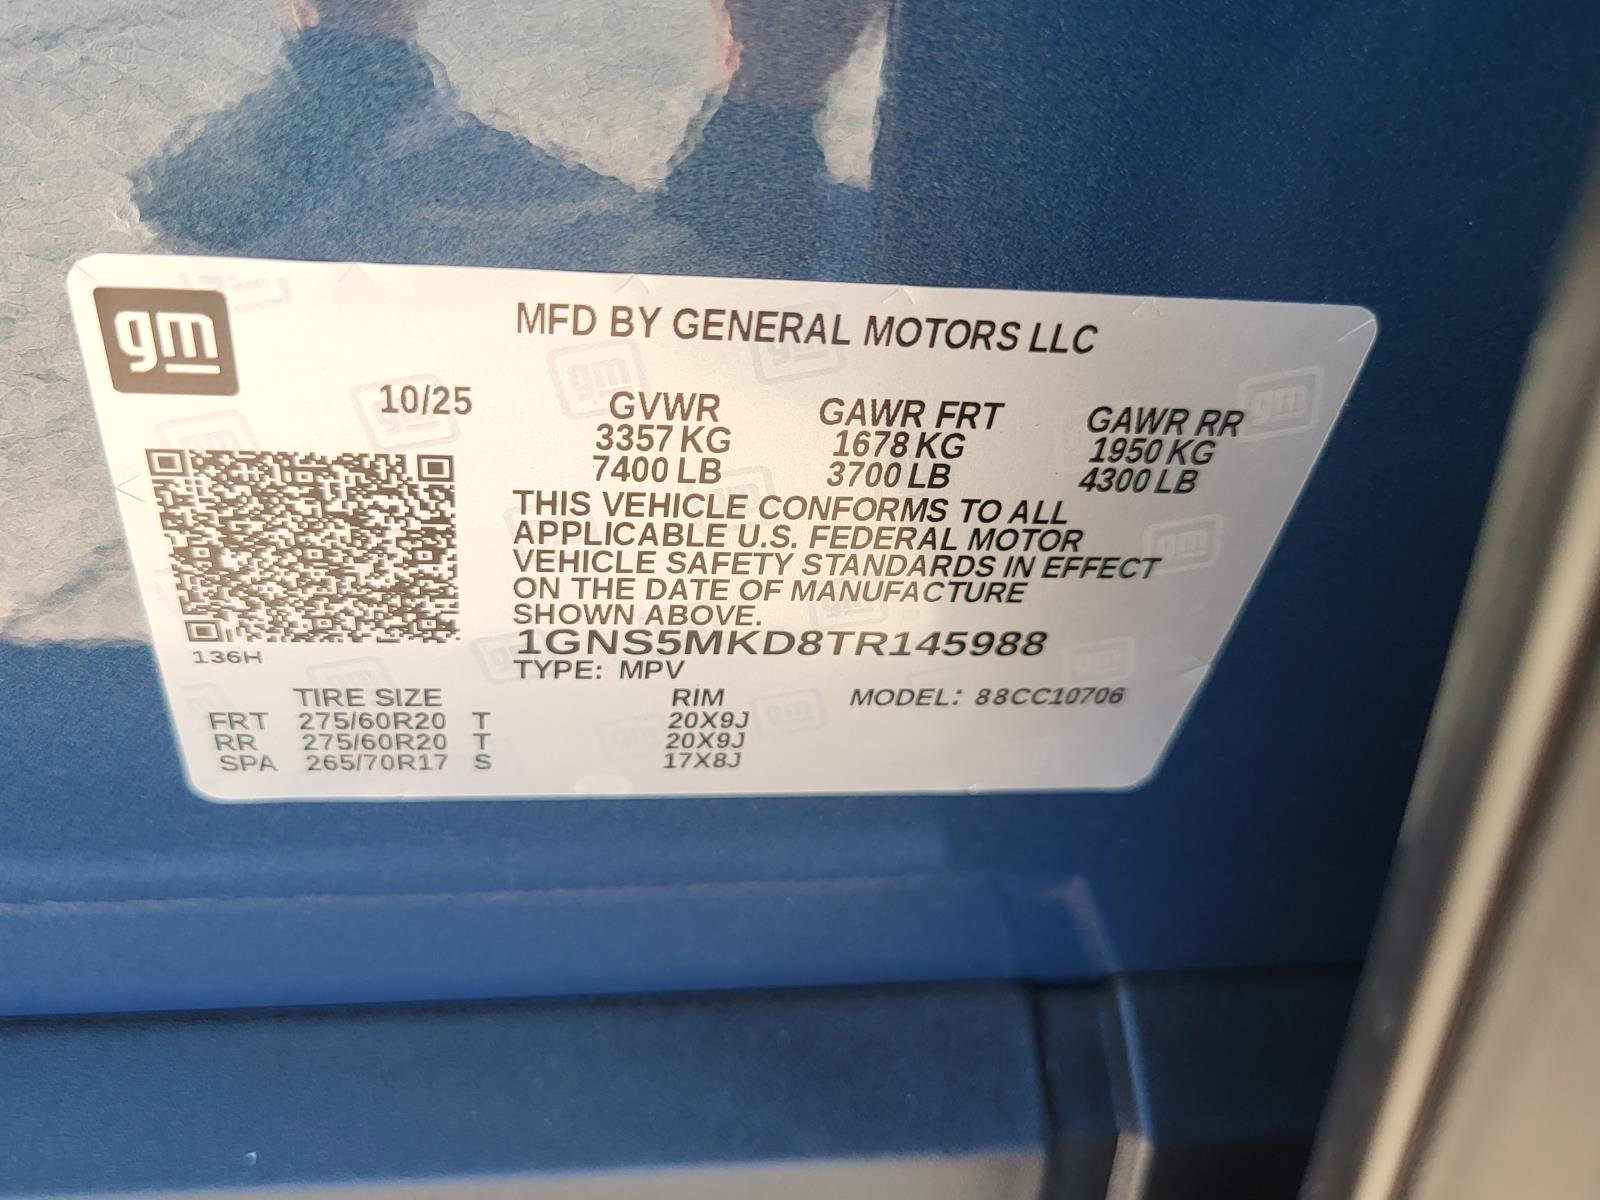 gm
MFD BY GENERAL MOTORS LLC
10/25 GVWR GAWR FRT GAWR RR
3357 KG 1678 KG 1950 KG
7400 LB 3700 LB 4300 LB
THIS VEHICLE CONFORMS TO ALL
APPLICABLE U.S. FEDERAL MOTOR
VEHICLE SAFETY STANDARDS IN EFFECT
ON THE DATE OF MANUFACTURE
SHOWN ABOVE.
1GNS5MKD8TR145988
136H
TYPE: MPV
TIRE SIZE RIM MODEL: 88CC10706
FRT 275/60R20 T 20X9J
RR 275/60R20 T 20X9J
SPA 265/70R17 S 17X8J